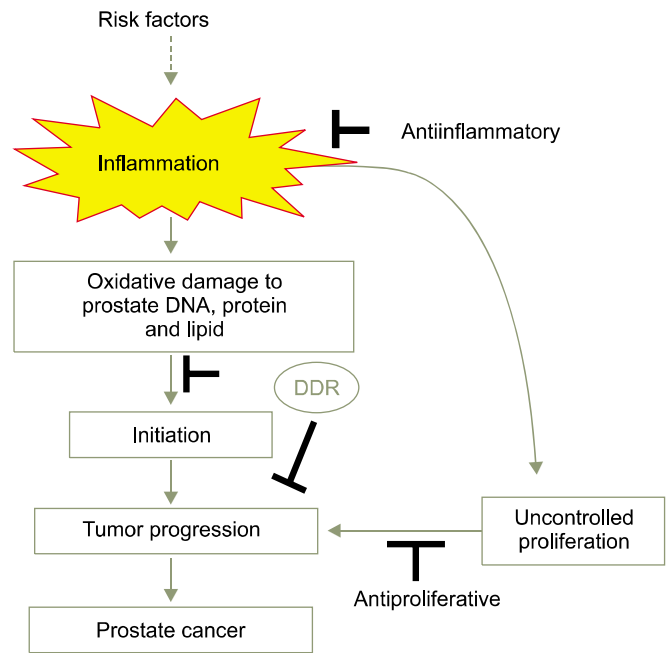 Risk factors
Antiinflammatory
Inflammation
Oxidative damage to
prostate DNA, protein
and lipid
DDR
Initiation
Tumor progression
Uncontrolled
proliferation
Antiproliferative
Prostate cancer